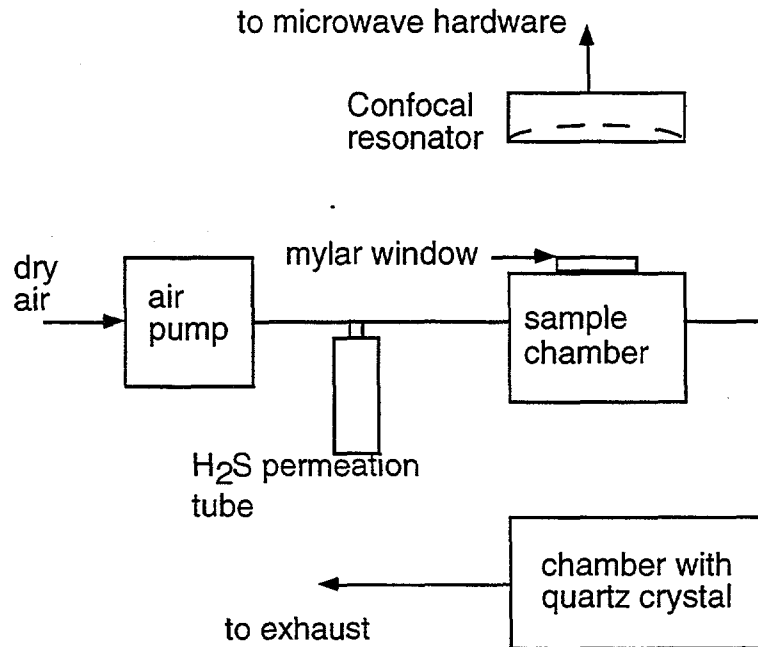 to microwave hardware
Confocal
resonator
mylar window
dry
air
air
pump
sample
chamber
H₂S permeation
tube
chamber with
quartz crystal
to exhaust